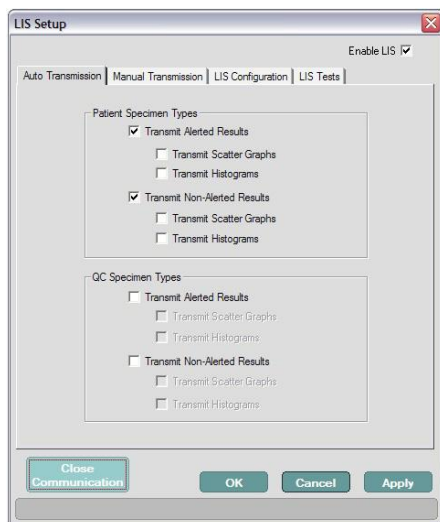 LIS Setup
Enable LIS
Auto Transmission Manual Transmission LIS Configuration LIS Tests
Patient Specimen Types
Transmit Alerted Results
Transmit Scatter Graphs
Transmit Histograms
Transmit Non-Alerted Results
Transmit Scatter Graphs
Transmit Histograms
QC Specimen Types
Transmit Alerted Results
Transmit Scatter Graphs
Transmit Histograms
Transmit Non-Alerted Results
Transmit Scatter Graphs
Transmit Histograms
Close
Communication
OK Cancel Apply